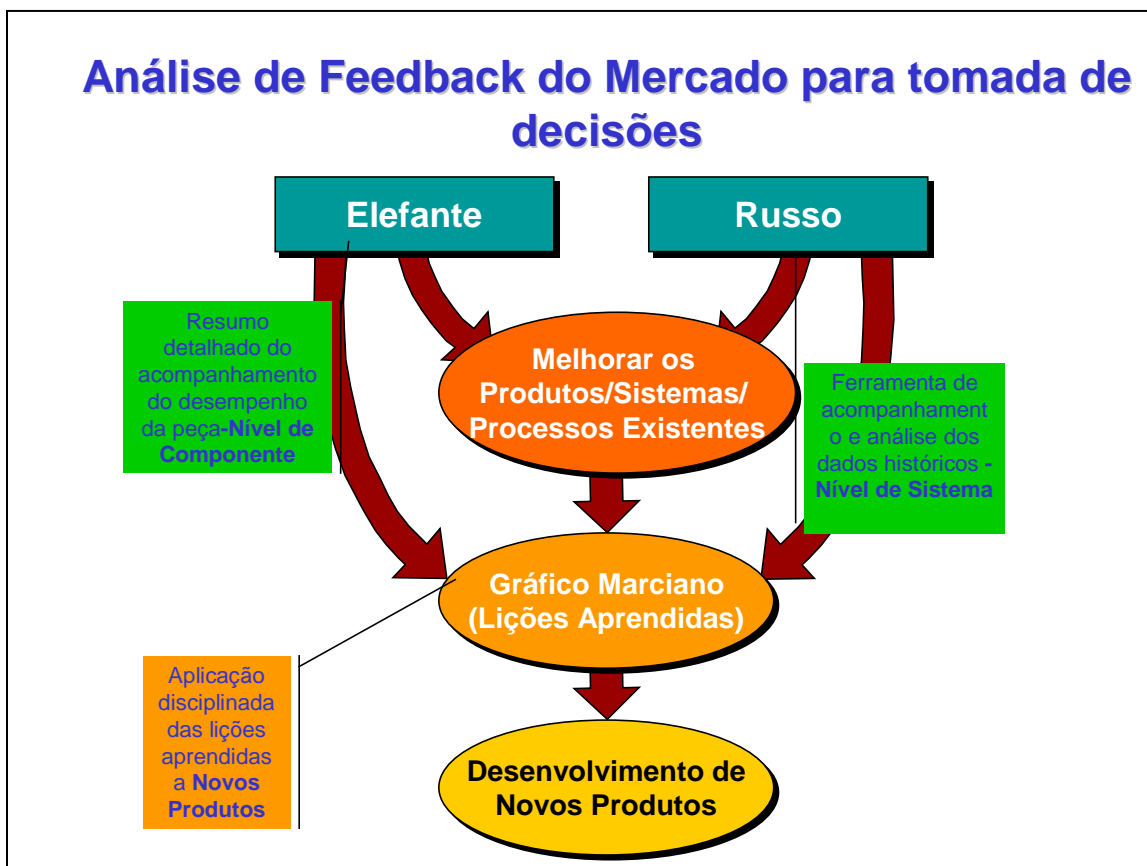 Análise de Feedback do Mercado para tomada de
decisões
Elefante
Russo
Resumo
detalhado do
acompanhamento
do desempenho
da peça-Nível de
Componente
Melhorar os
Produtos/Sistemas/
Processos Existentes
Ferramenta de
acompanhament
o e análise dos
dados históricos -
Nível de Sistema
Gráfico Marciano
(Lições Aprendidas)
Aplicação
disciplinada
das lições
aprendidas
a Novos
Produtos
Desenvolvimento de
Novos Produtos